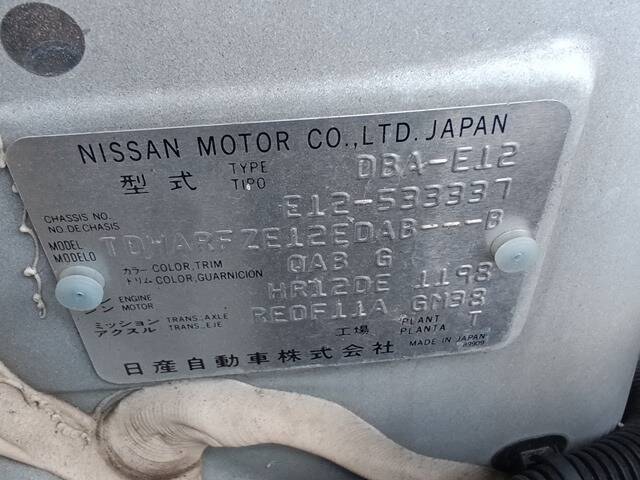 NISSAN MOTOR CO.,LTD. JAPAN
型式 TYPE TIPO DBA-E12
CHASSIS NO. NO. DE CHASIS E12-533337
MODEL MODELO TDMARFZE12EDAB---B
カラー COLOR, TRIM QAB G
トリム COLOR, GUARNICION
ENGINE MOTOR HR12DE 1198
ミッション TRANS., AXLE REOF11A GM38
アクスル TRANS., EJE
工場 PLANT PLANTA T
日産自動車株式会社 MADE IN JAPAN